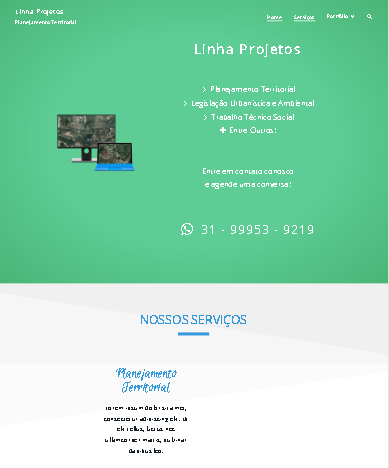 Linha Projetos
Planejamento Territorial
Home Serviços Portfólio
Linha Projetos
Planejamento Territorial
Legislação Urbanística e Ambiental
Trabalho Técnico Social
+ Entre Outros!
Entre em contato conosco
e agende uma conversa!
31 - 99953 - 9219
NOSSOS SERVIÇOS
Planejamento
Territorial